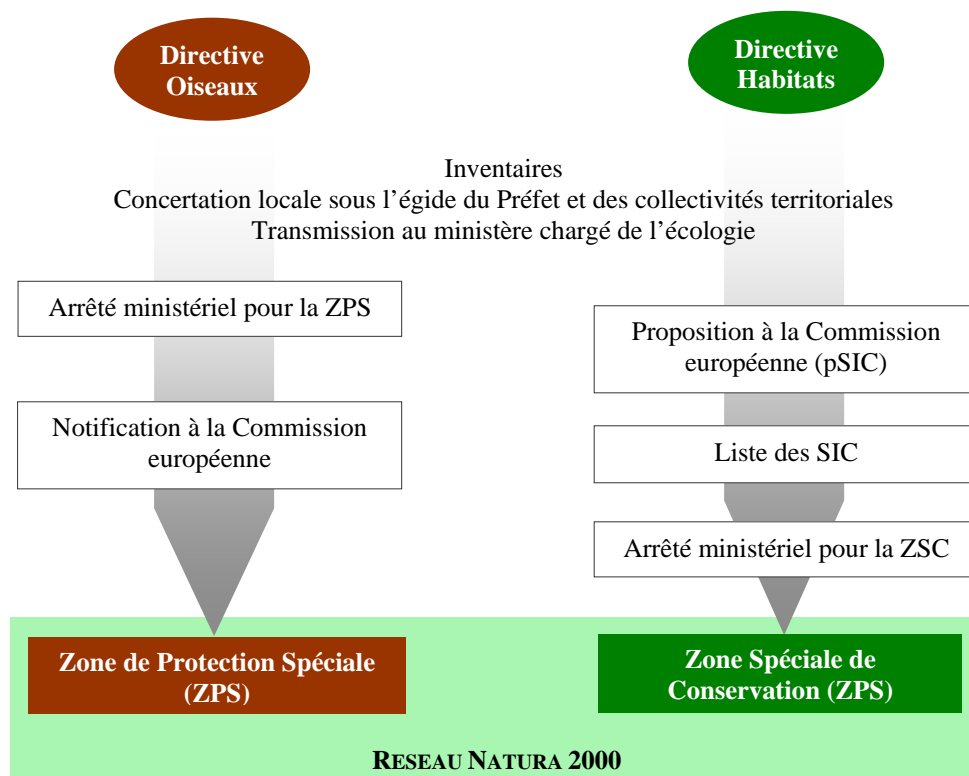 Directive
Oiseaux
Directive
Habitats
Inventaires
Concertation locale sous l'égide du Préfet et des collectivités territoriales
Transmission au ministère chargé de l'écologie
Arrêté ministériel pour la ZPS
Notification à la Commission
européenne
Proposition à la Commission
européenne (pSIC)
Liste des SIC
Arrêté ministériel pour la ZSC
Zone de Protection Spéciale
(ZPS)
Zone Spéciale de
Conservation (ZPS)
RESEAU NATURA 2000